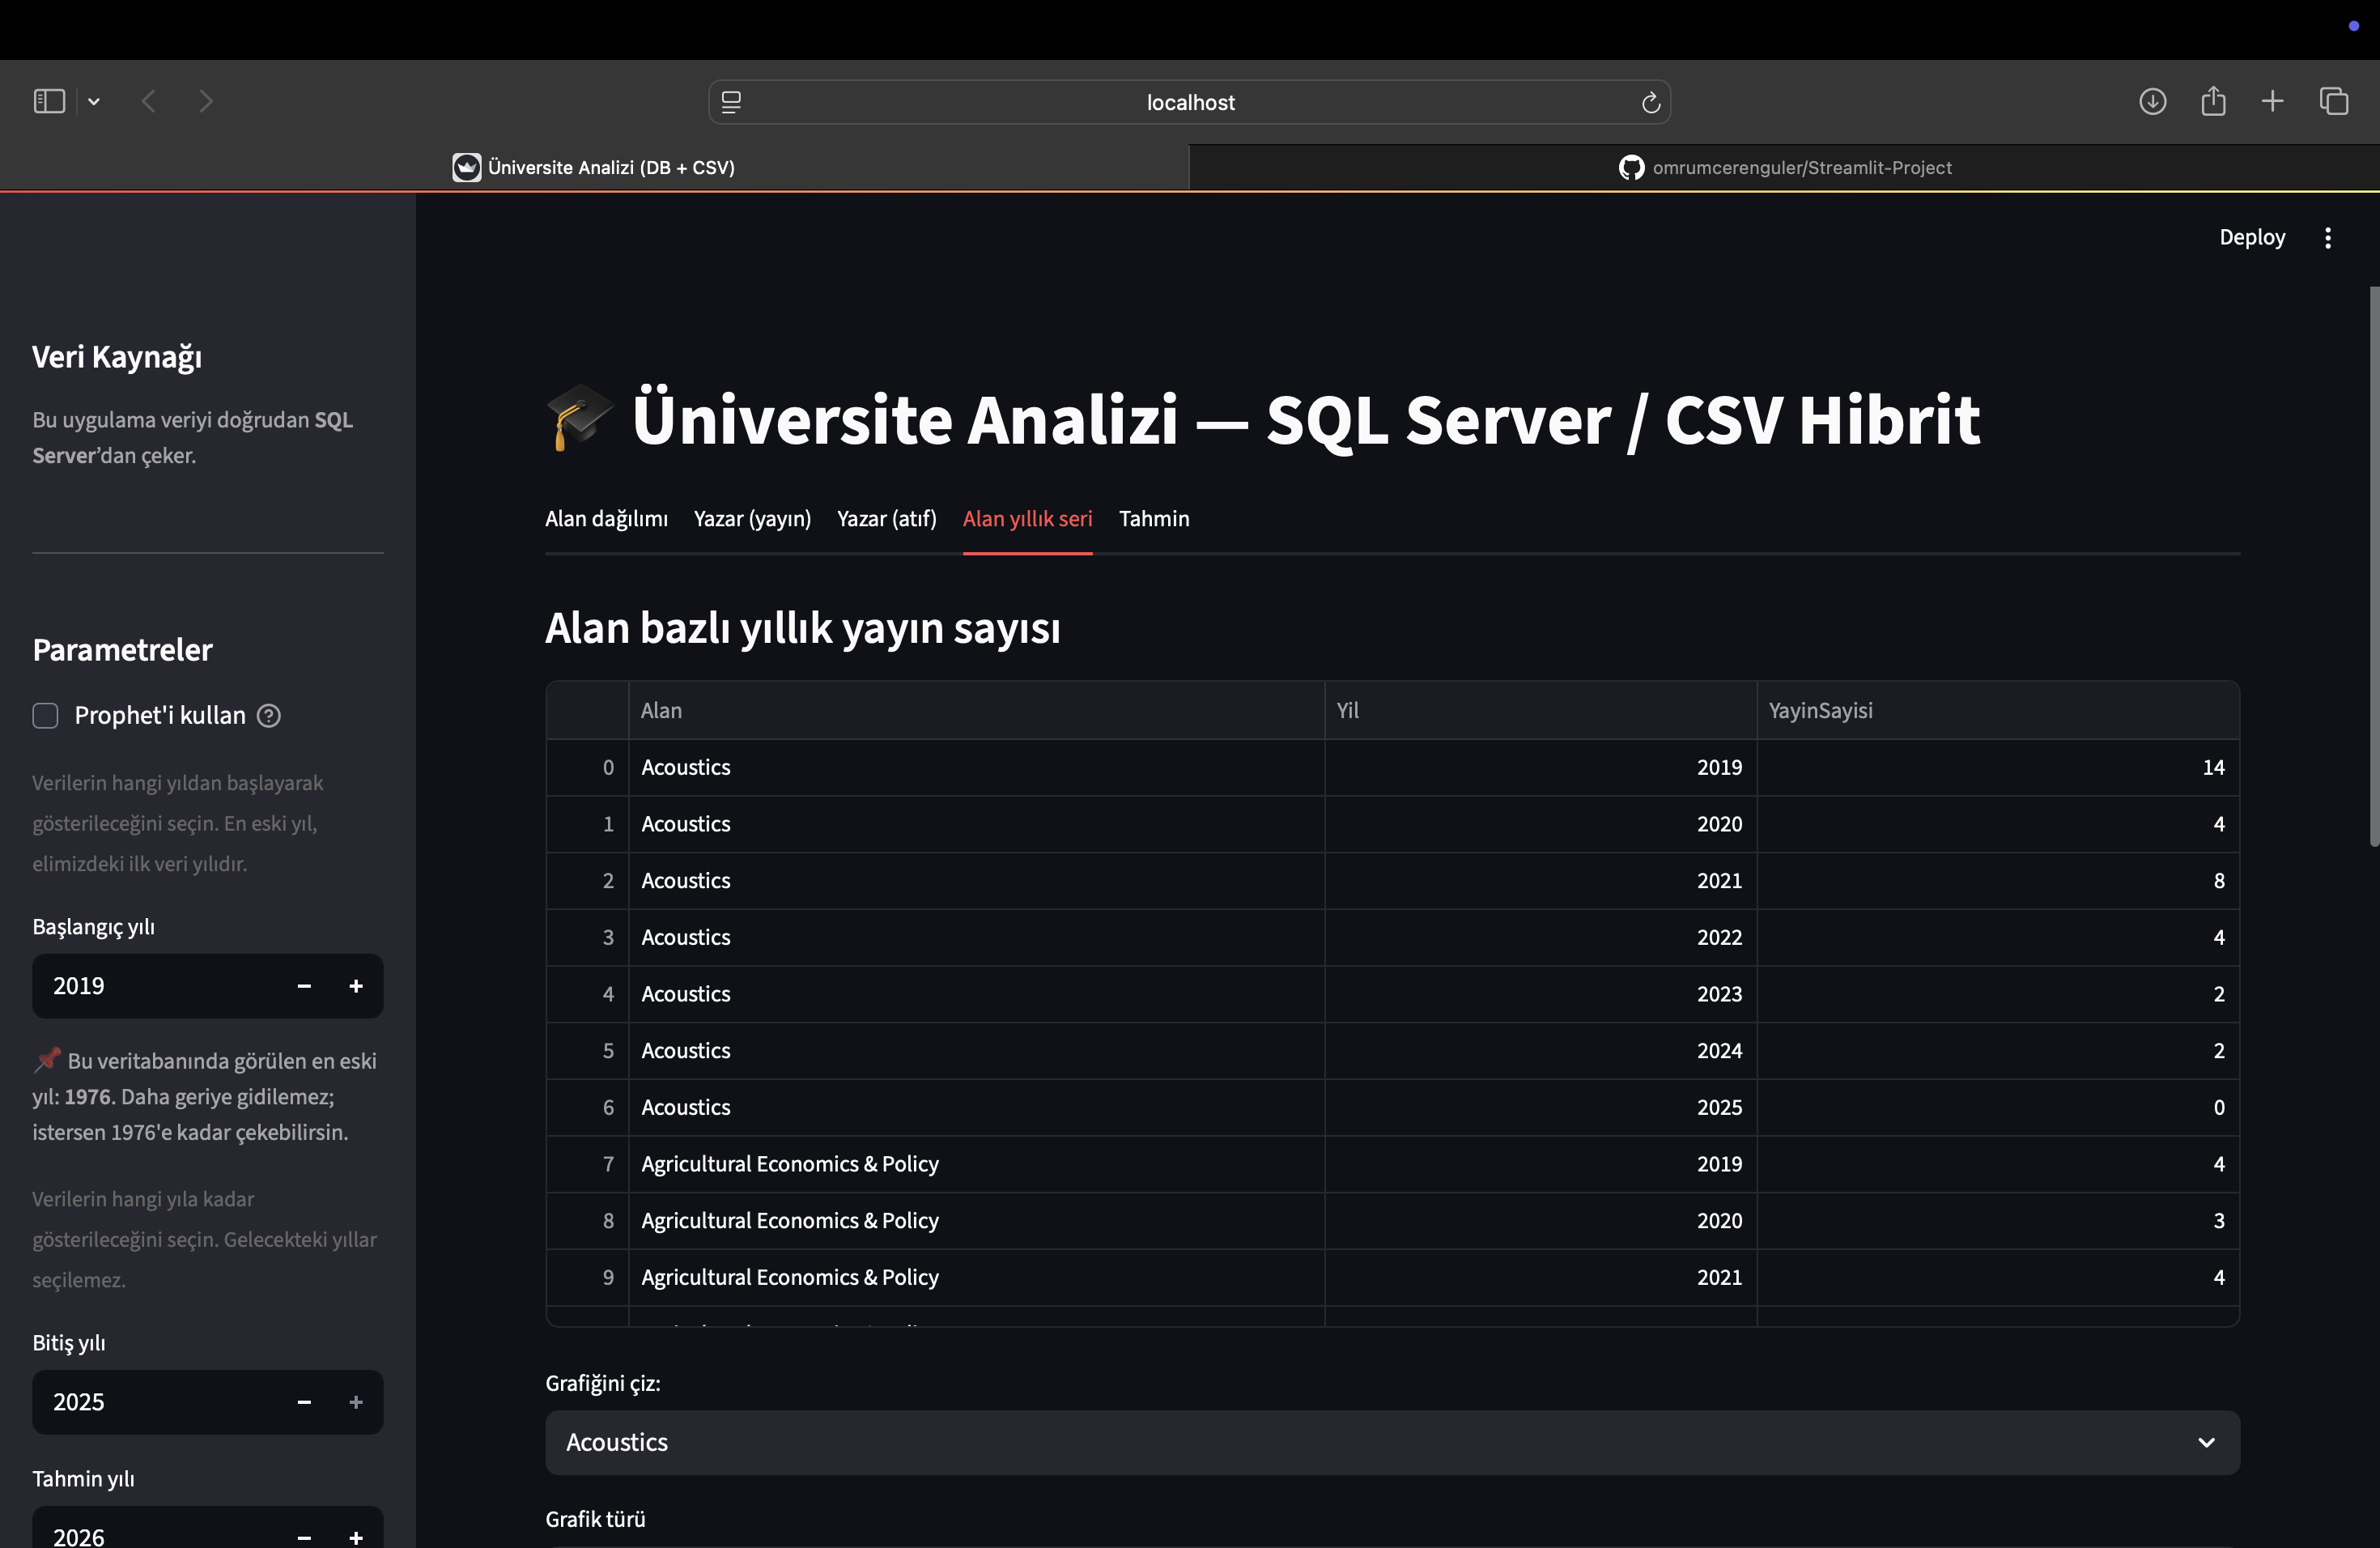 localhost
Üniversite Analizi (DB + CSV)
omrumcerenguler/Streamlit-Project
Deploy
Veri Kaynağı
Bu uygulama veriyi doğrudan SQL
Server’dan çeker.
Parametreler
Prophet'i kullan
Verilerin hangi yıldan başlayarak
gösterileceğini seçin. En eski yıl,
elimizdeki ilk veri yılıdır.
Başlangıç yılı
2019
📌 Bu veritabanında görülen en eski
yıl: 1976. Daha geriye gidilemez;
istersen 1976'e kadar çekebilirsin.
Verilerin hangi yıla kadar
gösterileceğini seçin. Gelecekteki yıllar
seçilemez.
Bitiş yılı
2025
Tahmin yılı
2026
🎓 Üniversite Analizi — SQL Server / CSV Hibrit
Alan dağılımı Yazar (yayın) Yazar (atıf) Alan yıllık seri Tahmin
Alan bazlı yıllık yayın sayısı
Alan Yil YayinSayisi
0 Acoustics 2019 14
1 Acoustics 2020 4
2 Acoustics 2021 8
3 Acoustics 2022 4
4 Acoustics 2023 2
5 Acoustics 2024 2
6 Acoustics 2025 0
7 Agricultural Economics & Policy 2019 4
8 Agricultural Economics & Policy 2020 3
9 Agricultural Economics & Policy 2021 4
Grafiğini çiz:
Acoustics
Grafik türü